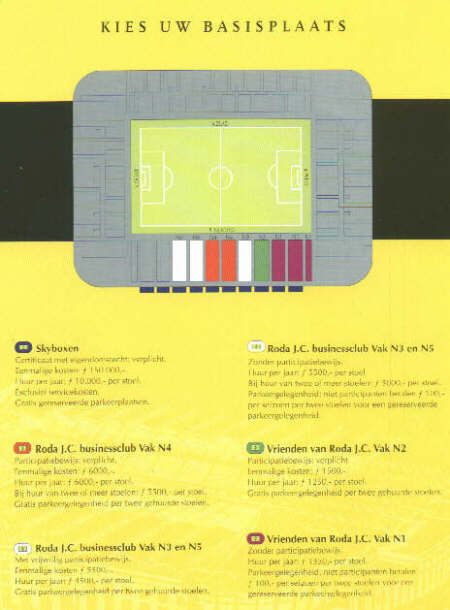 KIES UW BASISPLAATS
Skyboxen
Certificaat met eigendomsrecht: verplicht.
Eenmalige kosten: ƒ 150.000,-
Huur per jaar: ƒ 10.000,- per stoel.
Exclusief servicekosten.
Gratis gereserveerde parkeerplaatsen.
Roda J.C. businessclub Vak N4
Participatiebewijs: verplicht.
Eenmalige kosten: ƒ 6000,-
Huur per jaar: ƒ 6000,- per stoel.
Bij huur van twee of meer stoelen: ƒ 5500,- per stoel.
Gratis parkeergelegenheid per twee gehuurde stoelen.
Roda J.C. businessclub Vak N3 en N5
Met vrijwillig participatiebewijs.
Eenmalige kosten ƒ 5500,-
Huur per jaar: ƒ 4500,- per stoel.
Gratis parkeergelegenheid per twee gehuurde stoelen.
Roda J.C. businessclub Vak N3 en N5
Zonder participatiebewijs.
Huur per jaar: ƒ 5500,- per stoel
Bij huur van twee of meer stoelen: ƒ 5000,- per stoel.
Parkeergelegenheid: niet participanten betalen ƒ 100,-
per seizoen per twee stoelen voor een gereserveerde
parkeergelegenheid.
Vrienden van Roda J.C. Vak N2
Participatiebewijs: verplicht
Eenmalige kosten: ƒ 1500,-
Huur per jaar: ƒ 1250,- per stoel.
Gratis parkeergelegenheid per twee gehuurde stoelen.
Vrienden van Roda J.C. Vak N1
Zonder participatiebewijs.
Huur per jaar: ƒ 1350,- per stoel
Parkeergelegenheid: niet participanten betalen
ƒ 100,- per seizoen per twee stoelen voor een
gereserveerde parkeergelegenheid.